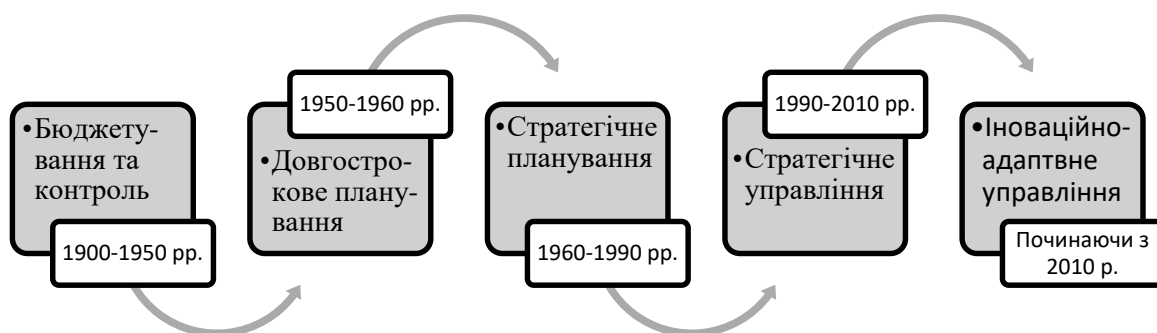 •Бюджету-
вання та
контроль
1900-1950 рр.
1950-1960 рр.
•Довгостро-
кове плану-
вання
•Стратегічне
планування
1960-1990 рр.
1990-2010 рр.
•Стратегічне
управління
•Іноваційно-
адаптвне
управління
Починаючи з
2010 р.